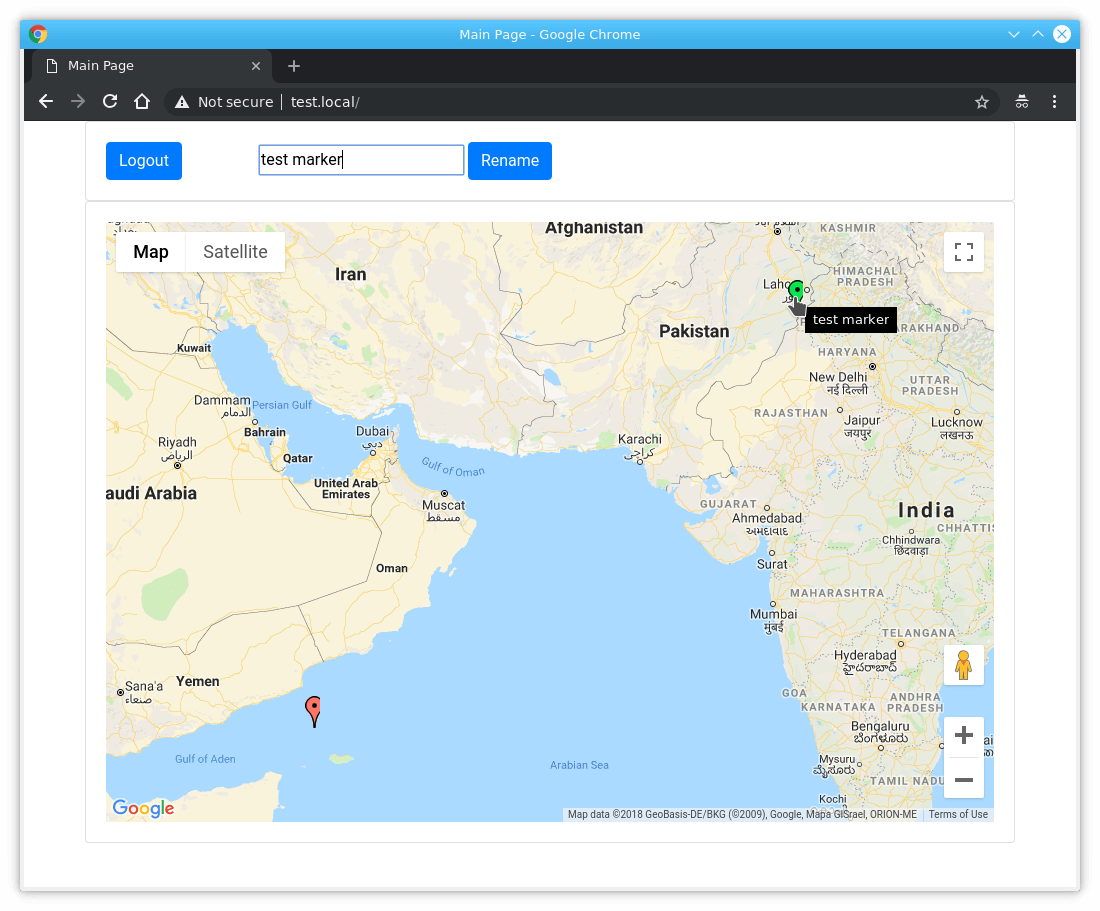 Main Page - Google Chrome
Main Page
Not secure
test.local/
Logout
test marker
Rename
Map
Satellite
Afghanistan
KASHMIR
Iran
HIMACHAL
PRADESH
Pakistan
test marker
Kuwait
HARYANA
New Delhi
नई दिल्ली
UTTAR
PRADESH
Dammam
الدمام
Persian Gulf
Bahrain
RAJASTHAN
Jaipur
जयपुर
Lucknow
लखनऊ
Riyadh
الرياض
Dubai
دبي
Karachi
كراچى
Qatar
Gulf of Oman
United Arab
Emirates
audi Arabia
Muscat
مسقط
GUJARAT
Ahmedabad
અમદાવાદ
India
CHHATTIS
Chhindwara
छिंदवाड़ा
Surat
Oman
MAHARASHTRA
Mumbai
मुंबई
TELANGANA
Hyderabad
హైదరాబాద్
Yemen
Sana'a
صنعاء
GOA
KARNATAKA
ANDHRA
PRADESH
Bengaluru
ಬೆಂಗಳೂರು
Gulf of Aden
Arabian Sea
Mysuru
ಮೈಸೂರು
TAMIL NADU
Kochi
Google
Map data ©2018 GeoBasis-DE/BKG (©2009), Google, Mapa GISrael, ORION-ME
Terms of Use